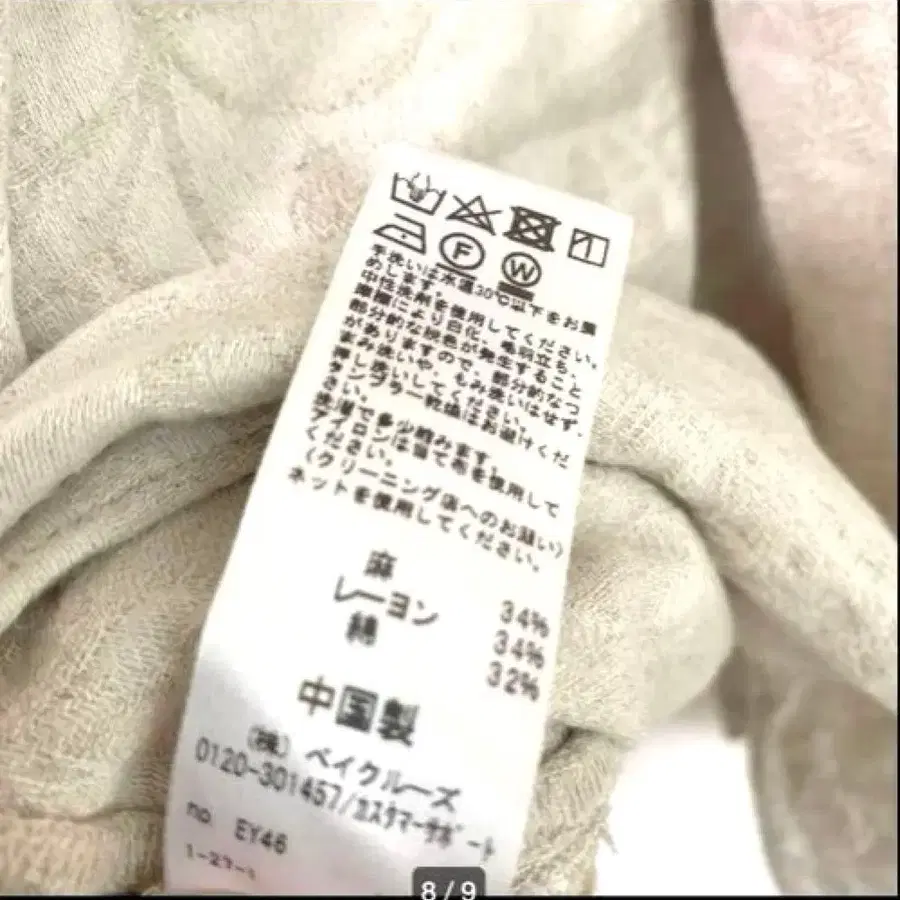 F
W
手洗いは水温30℃以下をお薦
めします。
中性洗剤を使用してください。
摩擦により白化、毛羽立ち、
部分的な脱色が発生すること
がありますので、部分的なつ
まみ洗いや、もみ洗いはせず、
押し洗いしてください。
タンブラー乾燥はお避けくだ
さい。
洗濯で多少縮みます。
アイロンは当て布を使用して
ください。
〈クリーニング店へのお願い〉
ネットを使用してください。
麻 34%
レーヨン 34%
綿 32%
中国製
(株) ベイクルーズ
0120-301457/カスタマーサポート
no EY46
8/9